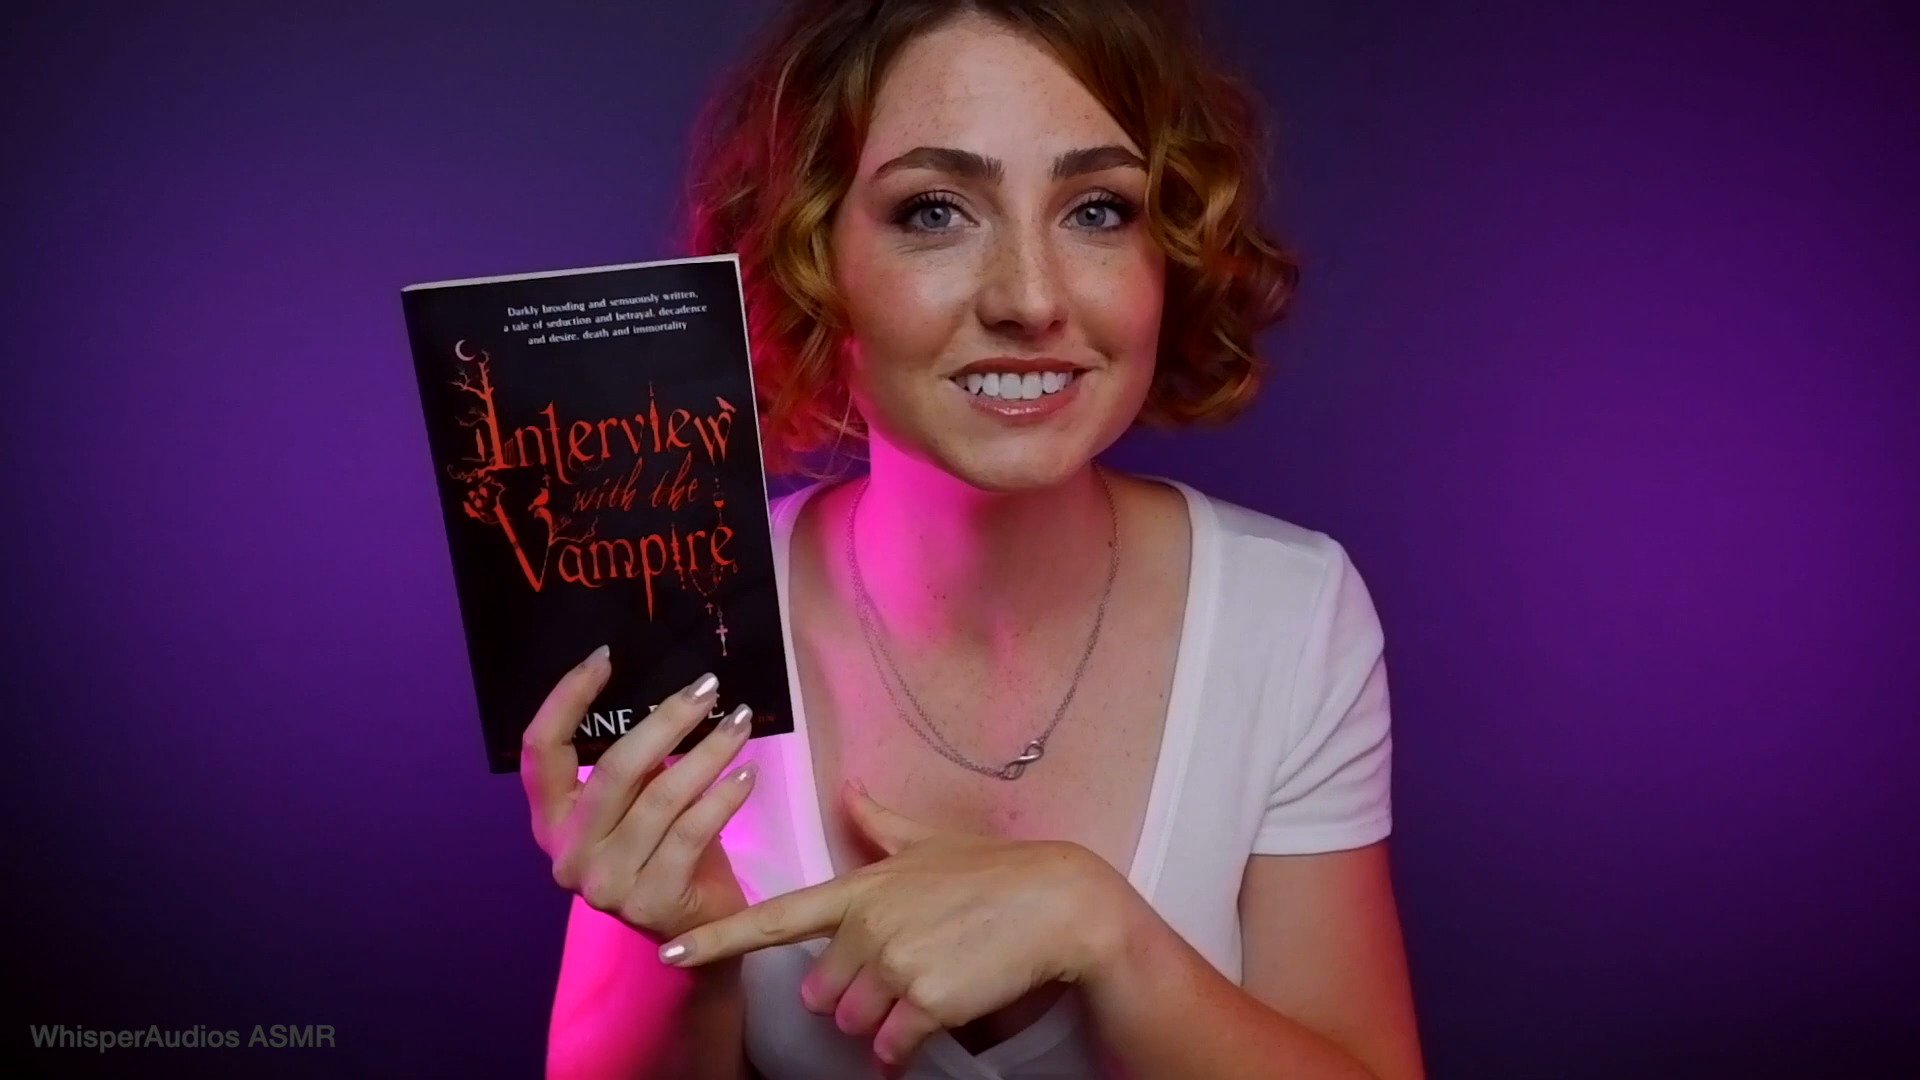 Darkly brooding and sensuously written,
a tale of seduction and betrayal, decadence
and desire, death and immortality
Interview
with the
Vampire
WhisperAudios ASMR